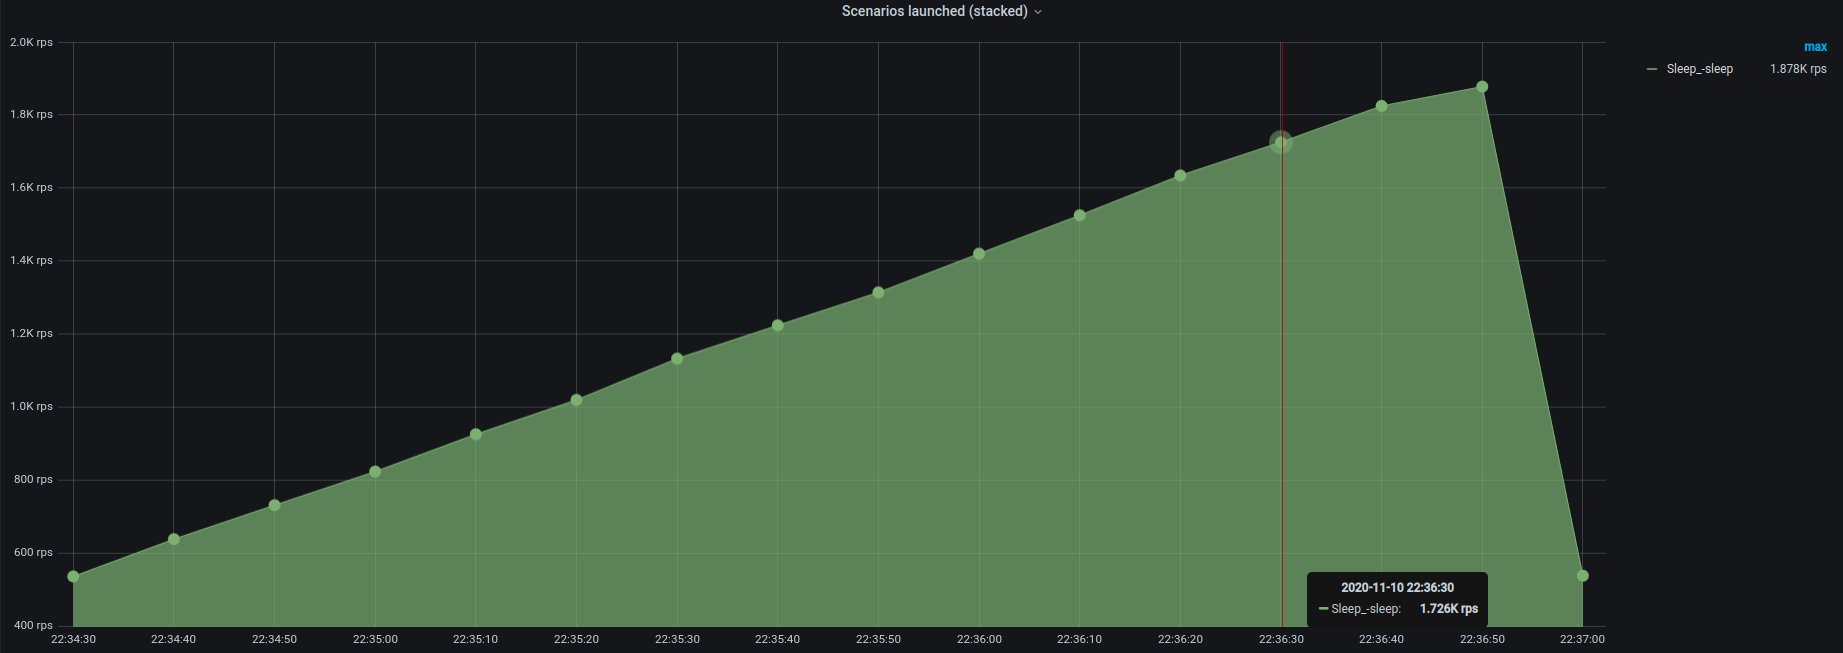 Scenarios launched (stacked)
2.0K rps
1.8K rps
1.6K rps
1.4K rps
1.2K rps
1.0K rps
800 rps
600 rps
400 rps
22:34:30 22:34:40 22:34:50 22:35:00 22:35:10 22:35:20 22:35:30 22:35:40 22:35:50 22:36:00 22:36:10 22:36:20 22:36:30 22:36:40 22:36:50 22:37:00
2020-11-10 22:36:30
Sleep_-sleep: 1.726K rps
max
Sleep_-sleep 1.878K rps